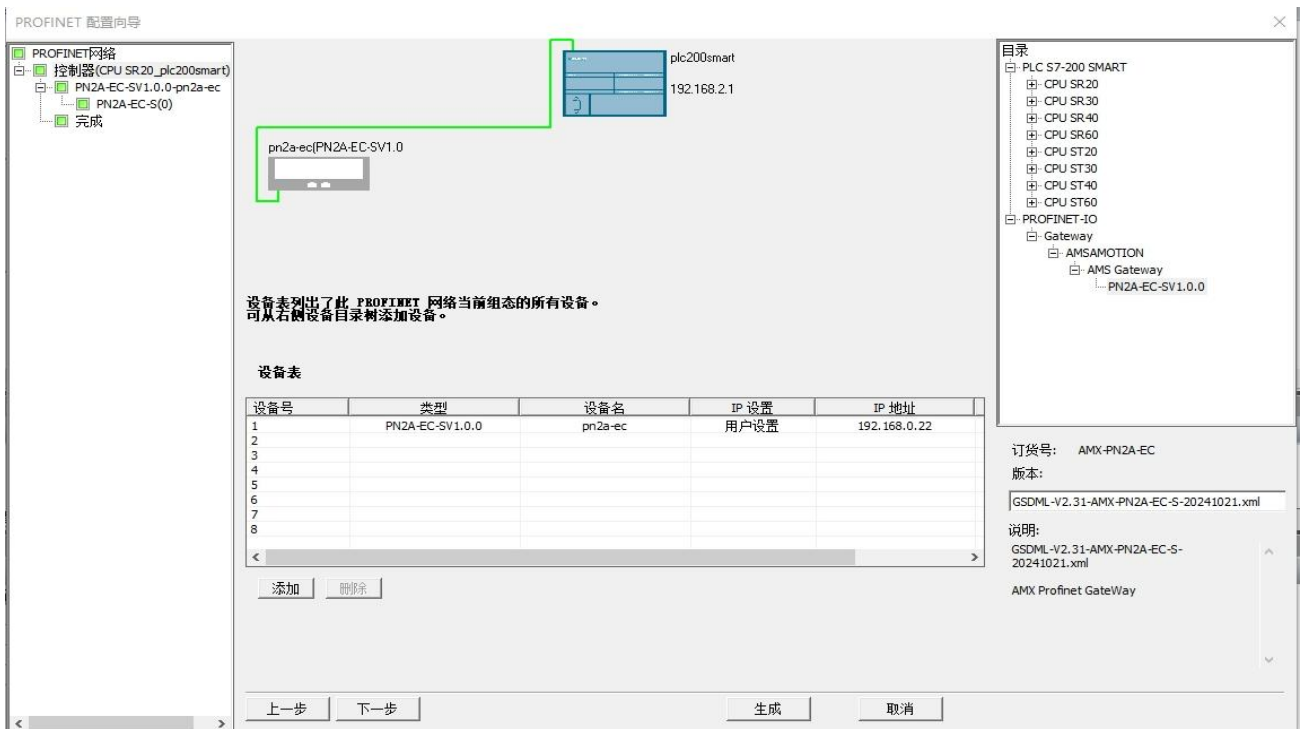 PROFINET 配置向导
PROFINET网络
控制器(CPU SR20_plc200smart)
PN2A-EC-SV1.0.0-pn2a-ec
PN2A-EC-S(0)
完成
plc200smart
192.168.2.1
pn2a-ec(PN2A-EC-SV1.0
设备表列出了此 PROFINET 网络当前组态的所有设备。
可从右侧设备目录树添加设备。
设备表
设备号 类型 设备名 IP 设置 IP 地址
1 PN2A-EC-SV1.0.0 pn2a-ec 用户设置 192.168.0.22
2
3
4
5
6
7
8
添加 删除
上一步 下一步 生成 取消
目录
PLC S7-200 SMART
CPU SR20
CPU SR30
CPU SR40
CPU SR60
CPU ST20
CPU ST30
CPU ST40
CPU ST60
PROFINET-IO
Gateway
AMSAMOTION
AMS Gateway
PN2A-EC-SV1.0.0
订货号: AMX-PN2A-EC
版本:
GSDML-V2.31-AMX-PN2A-EC-S-20241021.xml
说明:
GSDML-V2.31-AMX-PN2A-EC-S-
20241021.xml
AMX Profinet GateWay